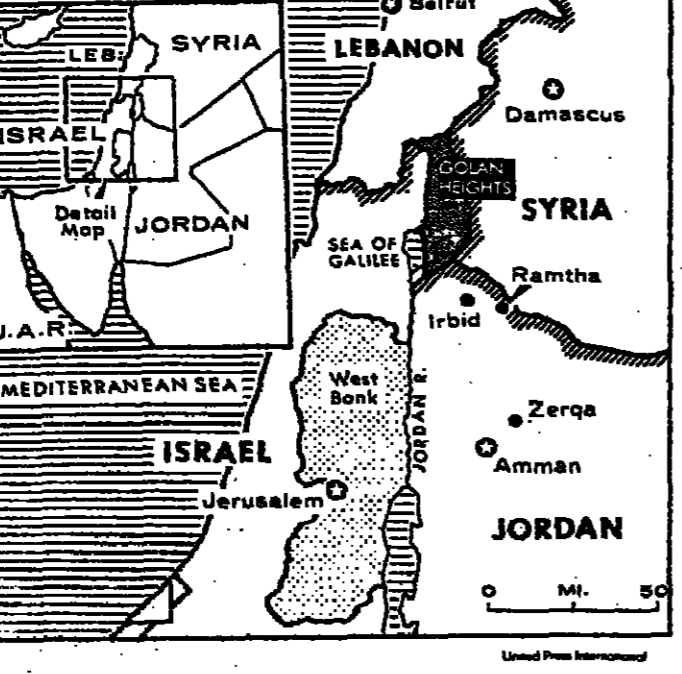 Beirut
LEBANON
LEB.
SYRIA
Damascus
ISRAEL
GOLAN
HEIGHTS
SYRIA
Detail
Map
JORDAN
SEA OF
GALILEE
Ramtha
Irbid
J.A.R.
MEDITERRANEAN SEA
West
Bank
JORDAN R.
Zerqa
ISRAEL
Amman
Jerusalem
JORDAN
0 MI. 50
United Press International